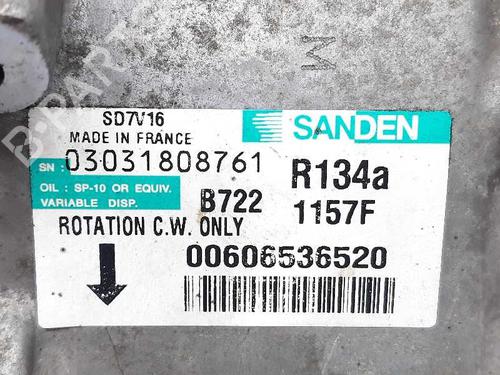 M
SD7V16
MADE IN FRANCE
SANDEN
SN : 03031808761
R134a
OIL : SP-10 OR EQUIV.
VARIABLE DISP.
B722
1157F
ROTATION C.W. ONLY
00606536520
B-PARTS